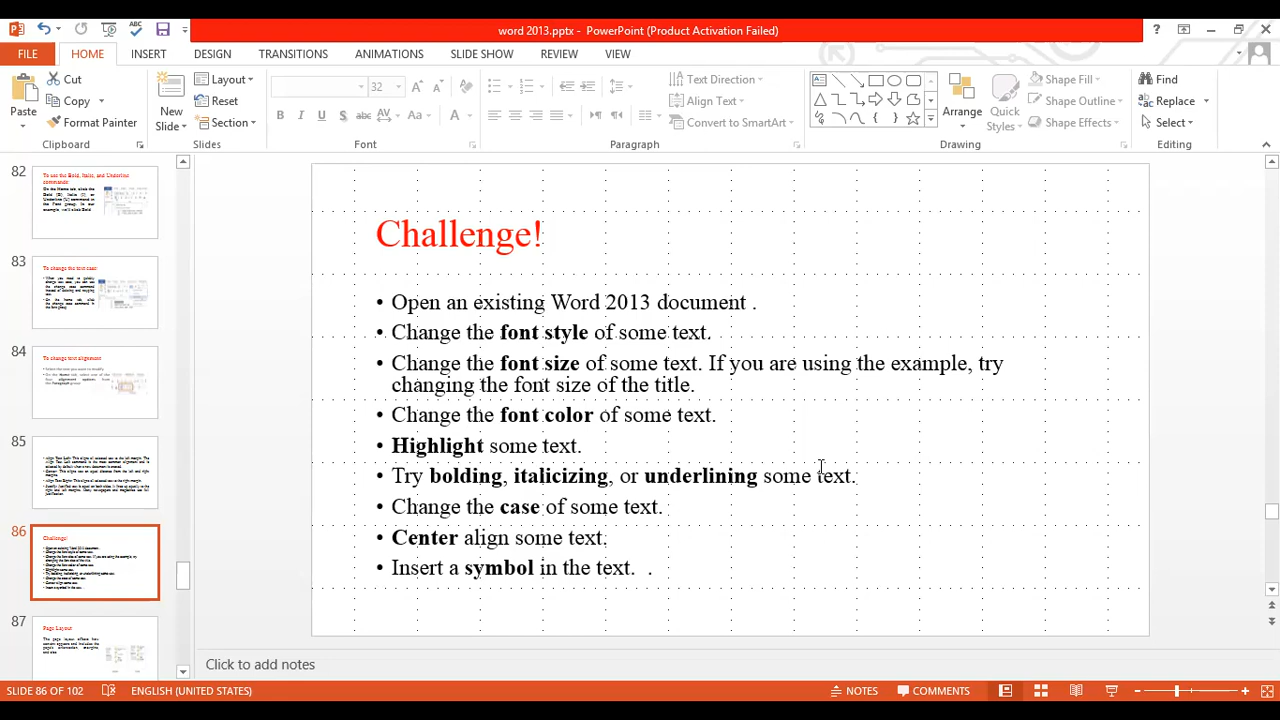 word 2013.pptx - PowerPoint (Product Activation Failed)
FILE HOME INSERT DESIGN TRANSITIONS ANIMATIONS SLIDE SHOW REVIEW VIEW
Paste
Cut
Copy
Format Painter
Clipboard
New
Slide
Layout
Reset
Section
Slides
32
Font
Text Direction
Align Text
Convert to SmartArt
Paragraph
Arrange
Quick
Styles
Shape Fill
Shape Outline
Shape Effects
Drawing
Find
Replace
Select
Editing
82
83
84
85
86
87
Page Layout
Challenge!
• Open an existing Word 2013 document .
• Change the font style of some text.
• Change the font size of some text. If you are using the example, try
changing the font size of the title.
• Change the font color of some text.
• Highlight some text.
• Try bolding, italicizing, or underlining some text.
• Change the case of some text.
• Center align some text.
• Insert a symbol in the text. .
Click to add notes
SLIDE 86 OF 102 ENGLISH (UNITED STATES) NOTES COMMENTS